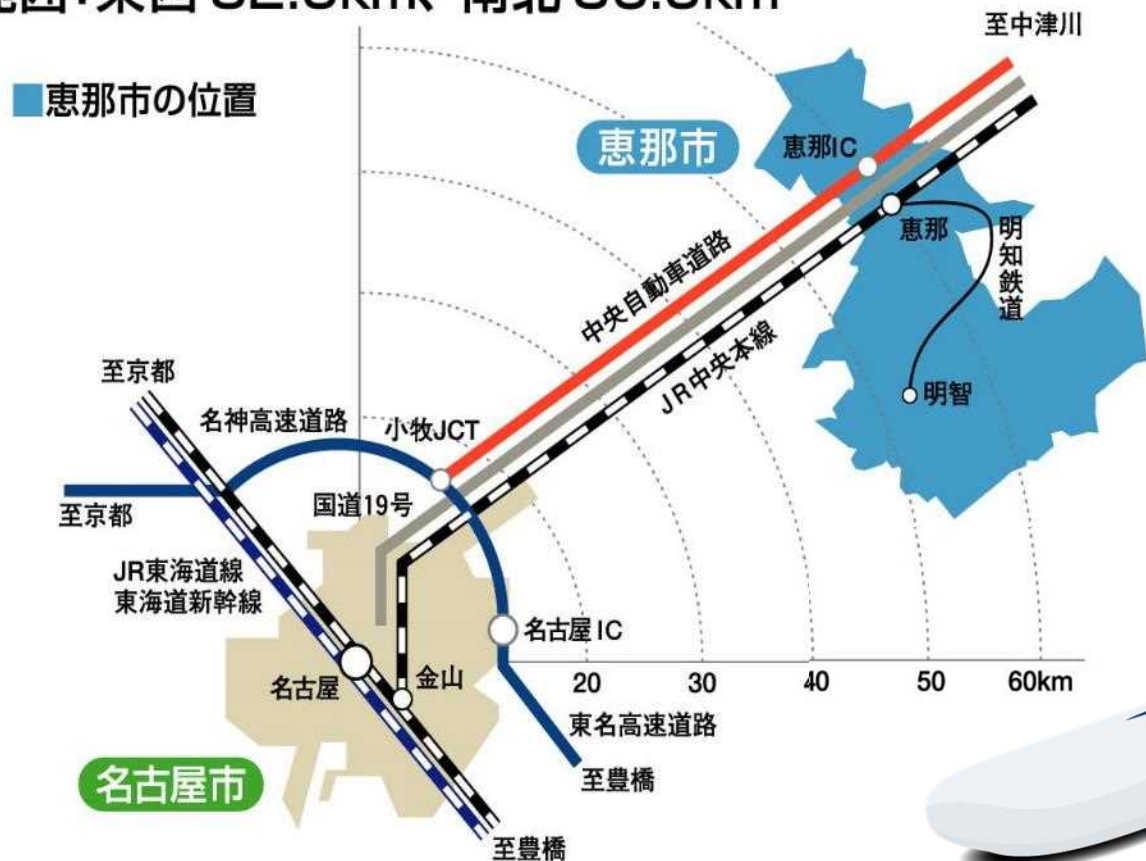 東西
南北
至中津川
■恵那市の位置
恵那市
恵那IC
恵那
明知鉄道
中央自動車道路
JR中央本線
明智
至京都
名神高速道路
小牧JCT
至京都
国道19号
JR東海道線
東海道新幹線
名古屋IC
名古屋
金山
20 30 40 50 60km
東名高速道路
名古屋市
至豊橋
至豊橋